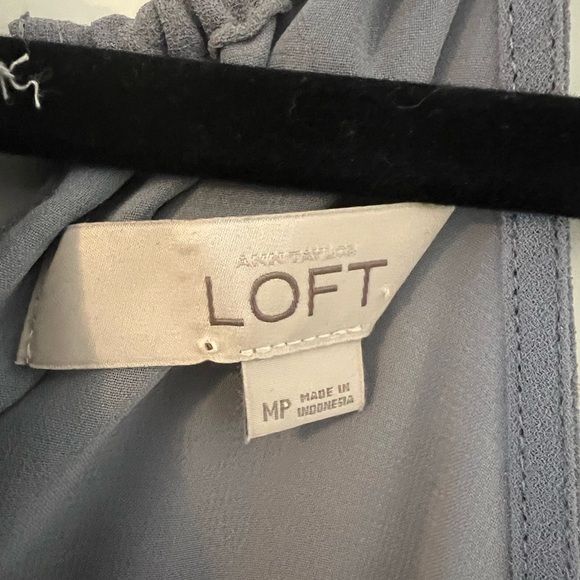 ANN TAYLOR
LOFT
MP
MADE IN
INDONESIA